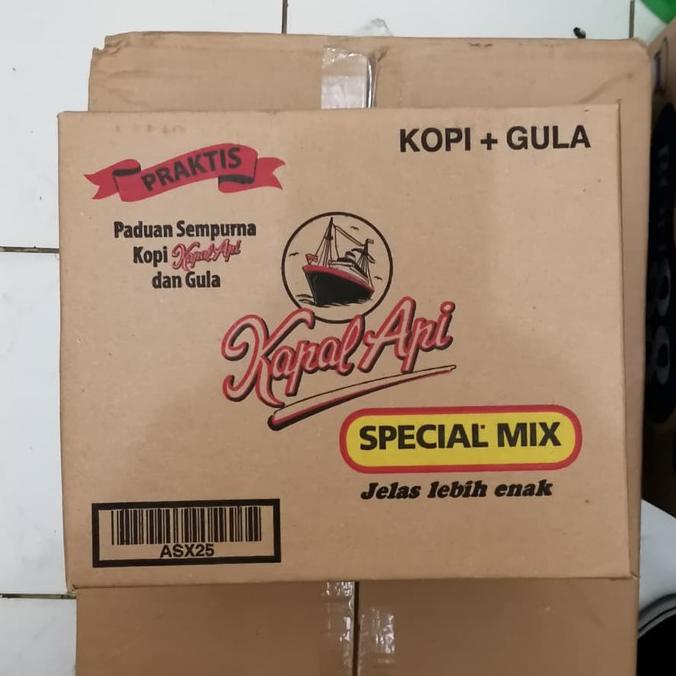 KOPI + GULA
PRAKTIS
Paduan Sempurna
Kopi Kapal Api
dan Gula
Kapal Api
SPECIAL MIX
Jelas lebih enak
ASX25